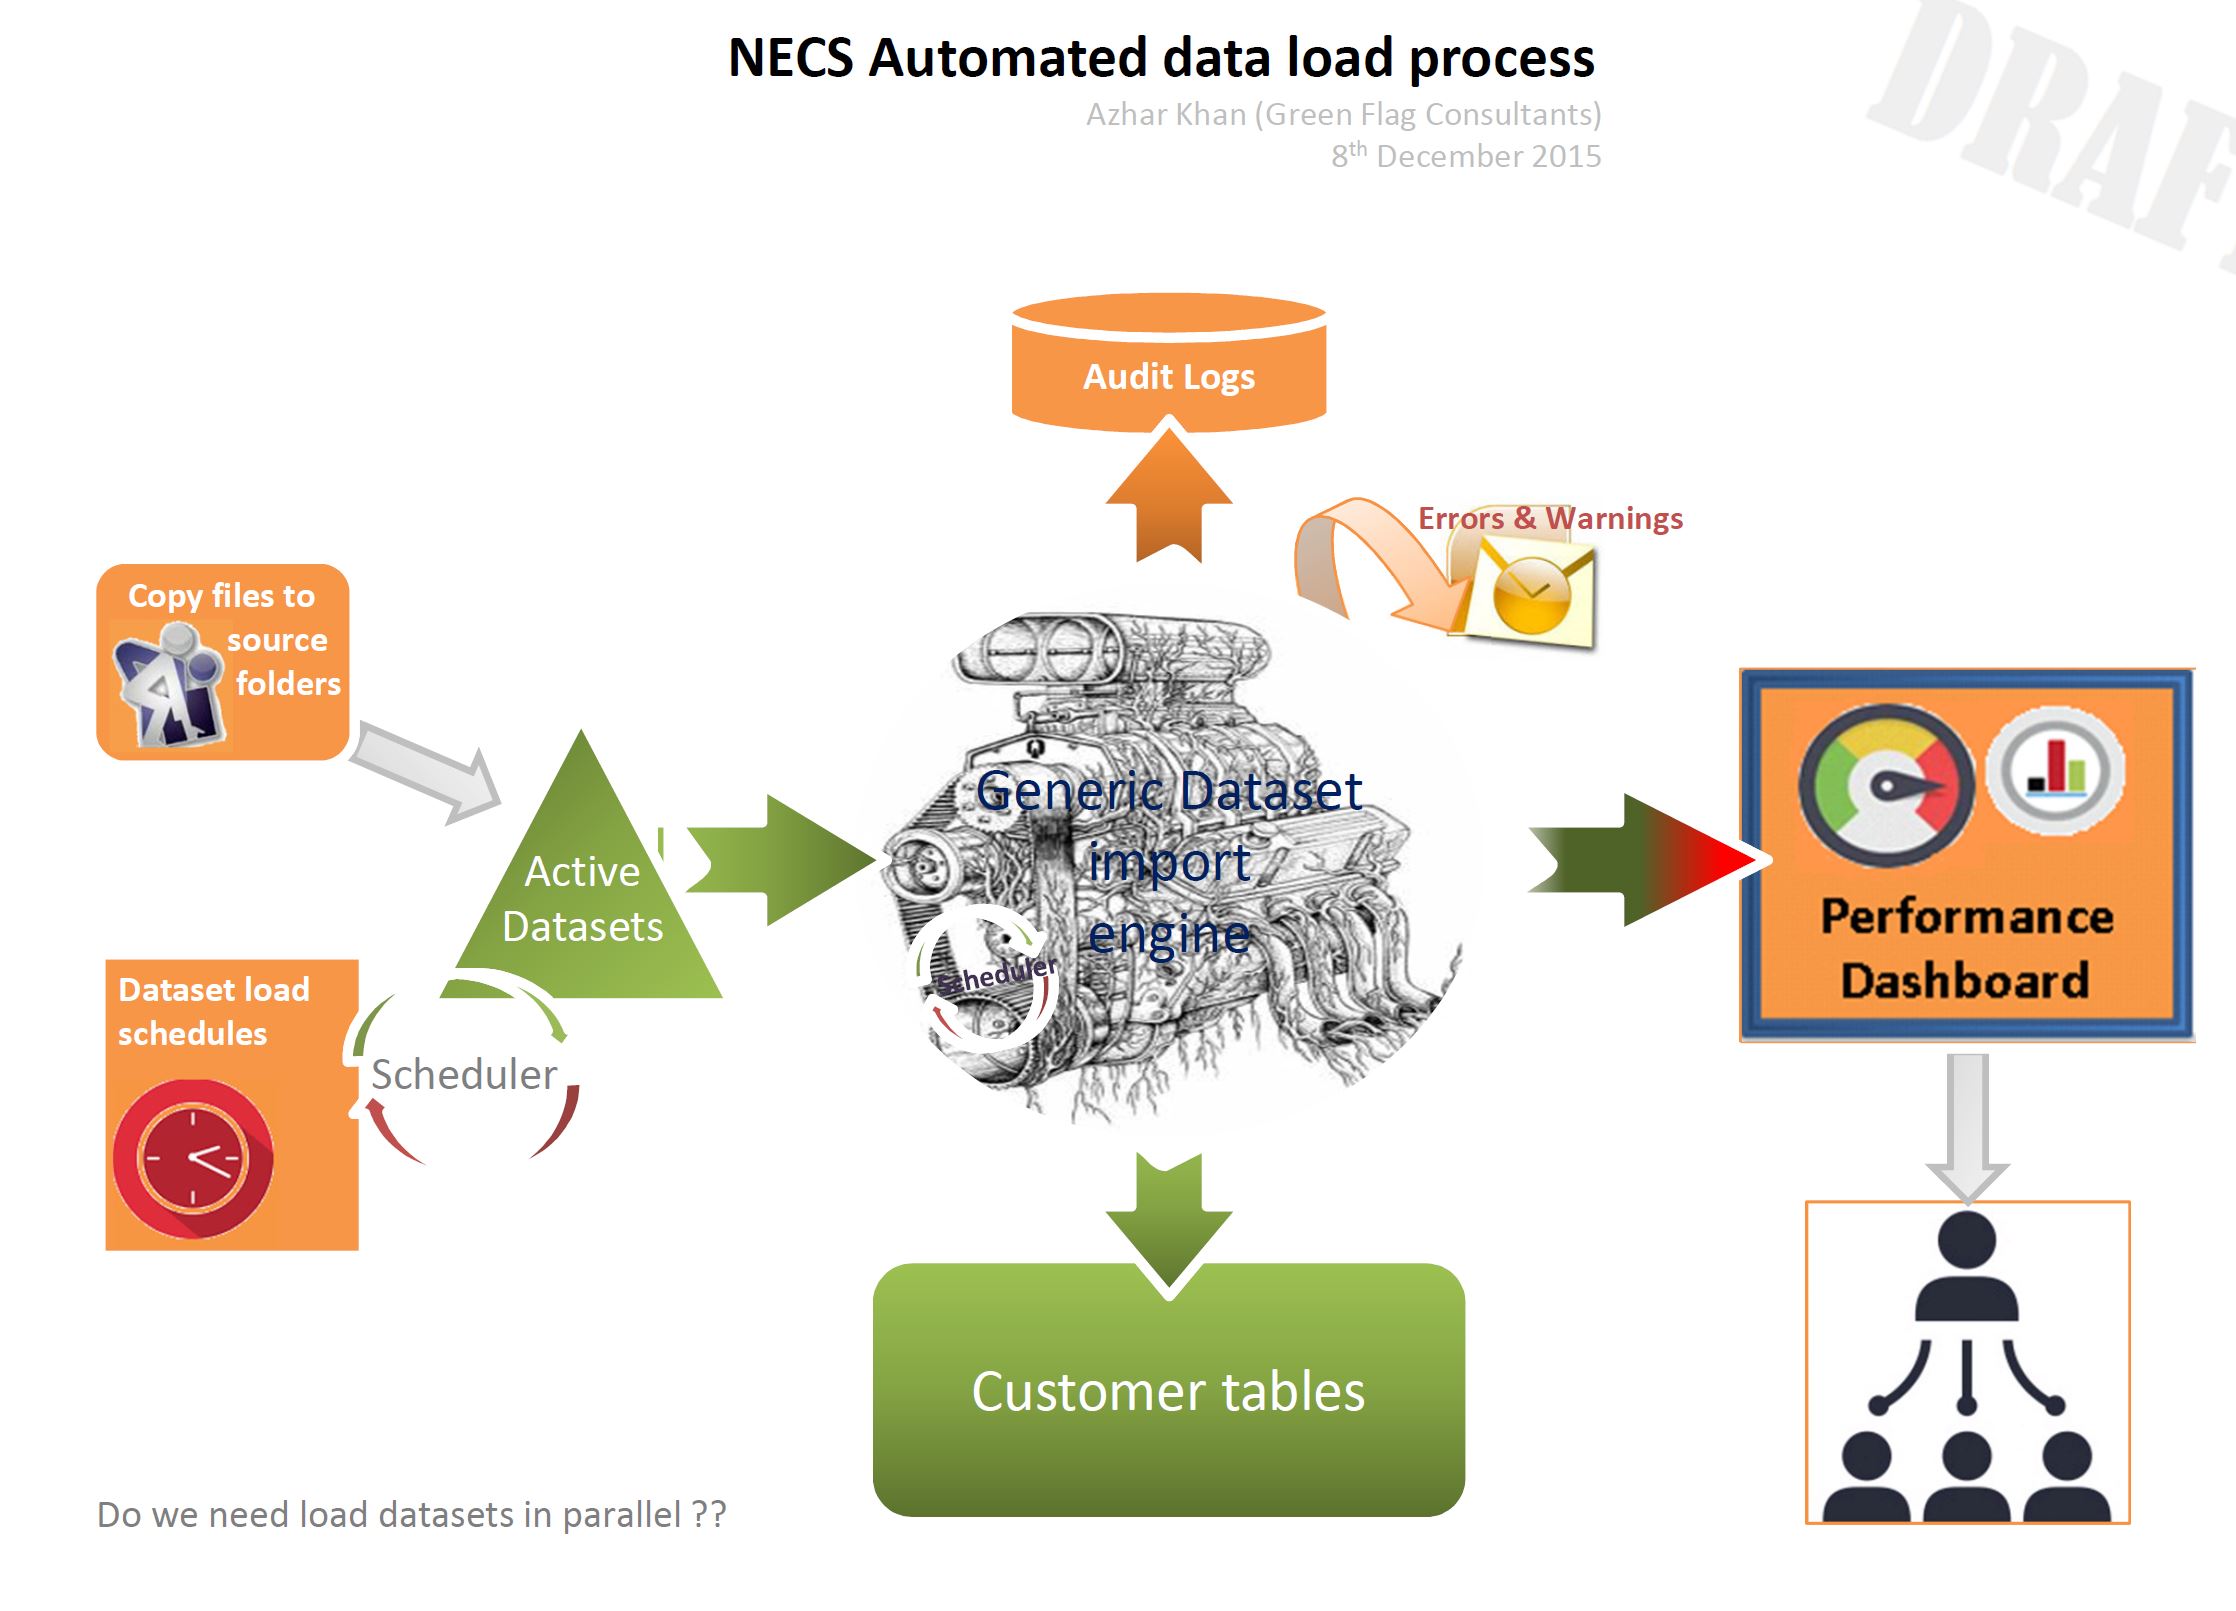 NECS Automated data load process
Azhar Khan (Green Flag Consultants)
8th December 2015
DRAF
Audit Logs
Errors & Warnings
Copy files to
source
folders
Active
Datasets
Generic Dataset
import
engine
Scheduler
Performance
Dashboard
Dataset load
schedules
Scheduler
Customer tables
Do we need load datasets in parallel ??